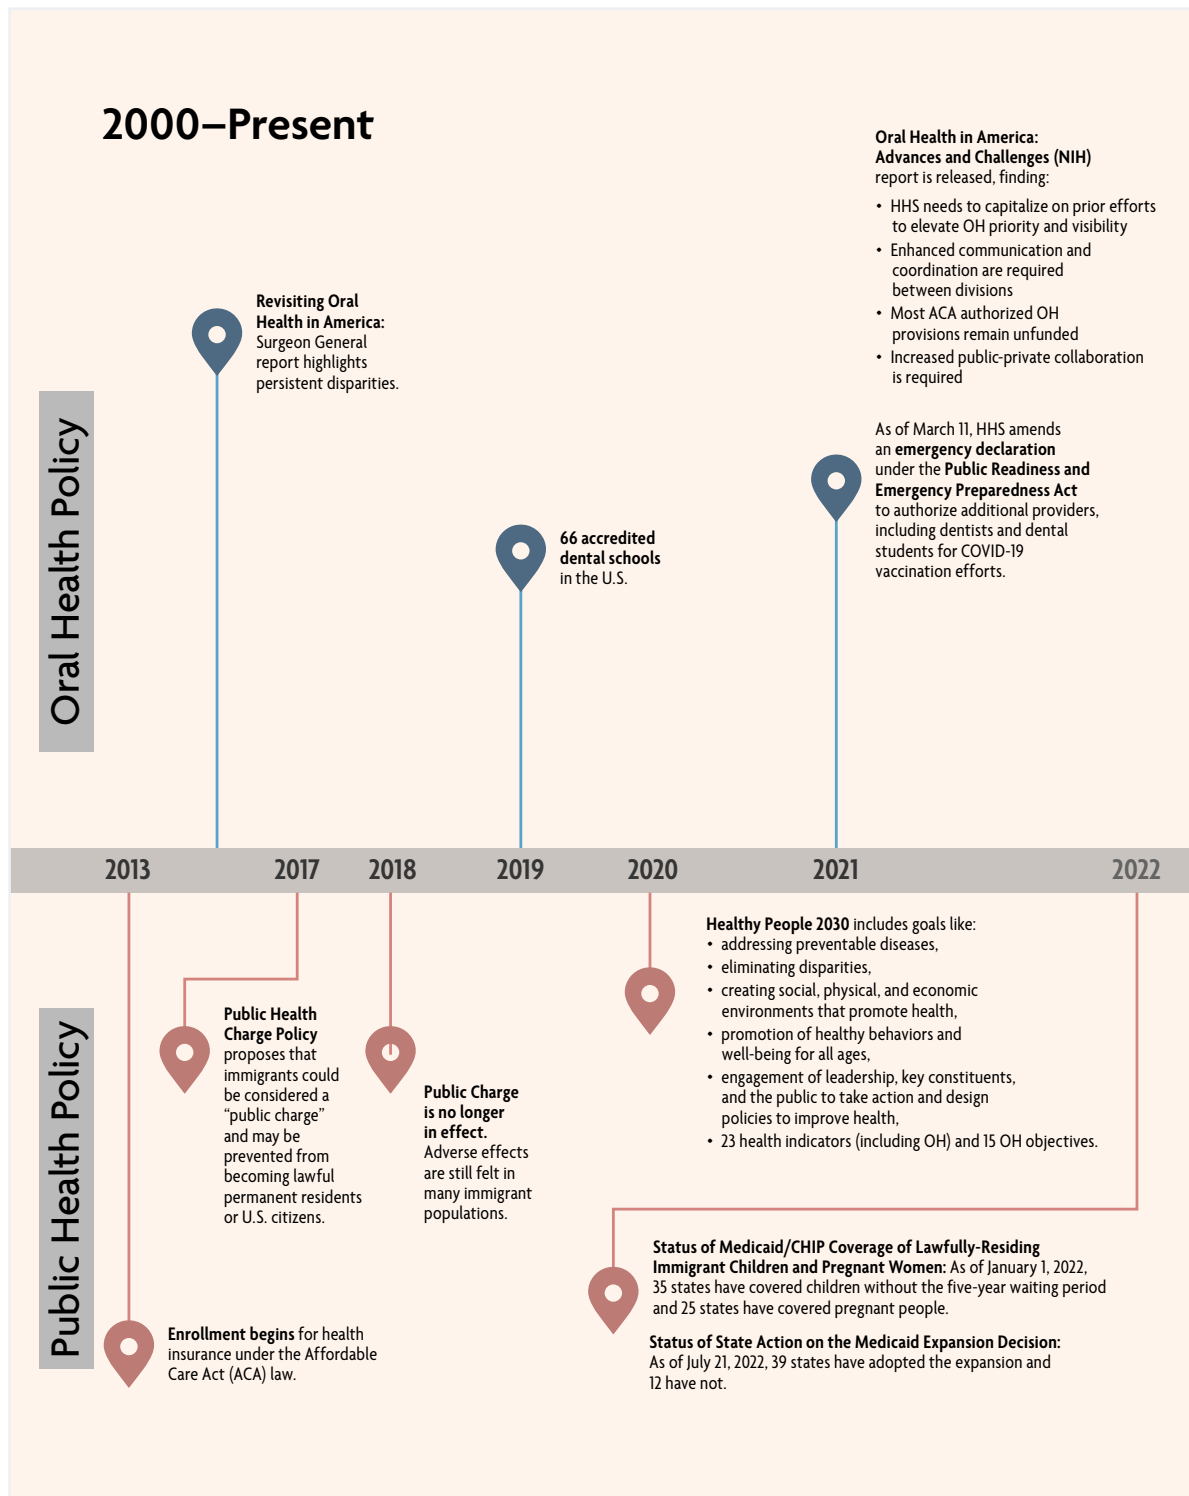 2000–Present
Oral Health in America:
Advances and Challenges (NIH)
report is released, finding:
• HHS needs to capitalize on prior efforts
to elevate OH priority and visibility
• Enhanced communication and
coordination are required
between divisions
• Most ACA authorized OH
provisions remain unfunded
• Increased public-private collaboration
is required
Revisiting Oral
Health in America:
Surgeon General
report highlights
persistent disparities.
As of March 11, HHS amends
an emergency declaration
under the Public Readiness and
Emergency Preparedness Act
to authorize additional providers,
including dentists and dental
students for COVID-19
vaccination efforts.
66 accredited
dental schools
in the U.S.
Oral Health Policy
2013
2017
2018
2019
2020
2021
2022
Public Health Policy
Healthy People 2030 includes goals like:
• addressing preventable diseases,
• eliminating disparities,
• creating social, physical, and economic
environments that promote health,
• promotion of healthy behaviors and
well-being for all ages,
• engagement of leadership, key constituents,
and the public to take action and design
policies to improve health,
• 23 health indicators (including OH) and 15 OH objectives.
Public Health
Charge Policy
proposes that
immigrants could
be considered a
“public charge”
and may be
prevented from
becoming lawful
permanent residents
or U.S. citizens.
Public Charge
is no longer
in effect.
Adverse effects
are still felt in
many immigrant
populations.
Status of Medicaid/CHIP Coverage of Lawfully-Residing
Immigrant Children and Pregnant Women: As of January 1, 2022,
35 states have covered children without the five-year waiting period
and 25 states have covered pregnant people.
Status of State Action on the Medicaid Expansion Decision:
As of July 21, 2022, 39 states have adopted the expansion and
12 have not.
Enrollment begins for health
insurance under the Affordable
Care Act (ACA) law.